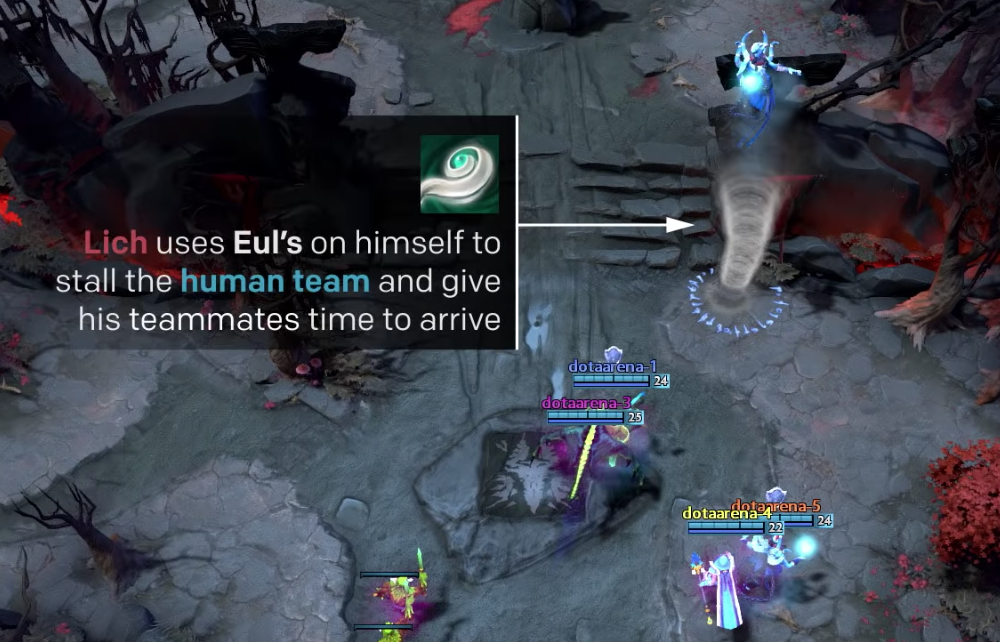 Lich uses Eul's on himself to
stall the human team and give
his teammates time to arrive
dotaarena-1
24
dotaarena-3
25
dotaarena-5
dotaarena-4
24
22